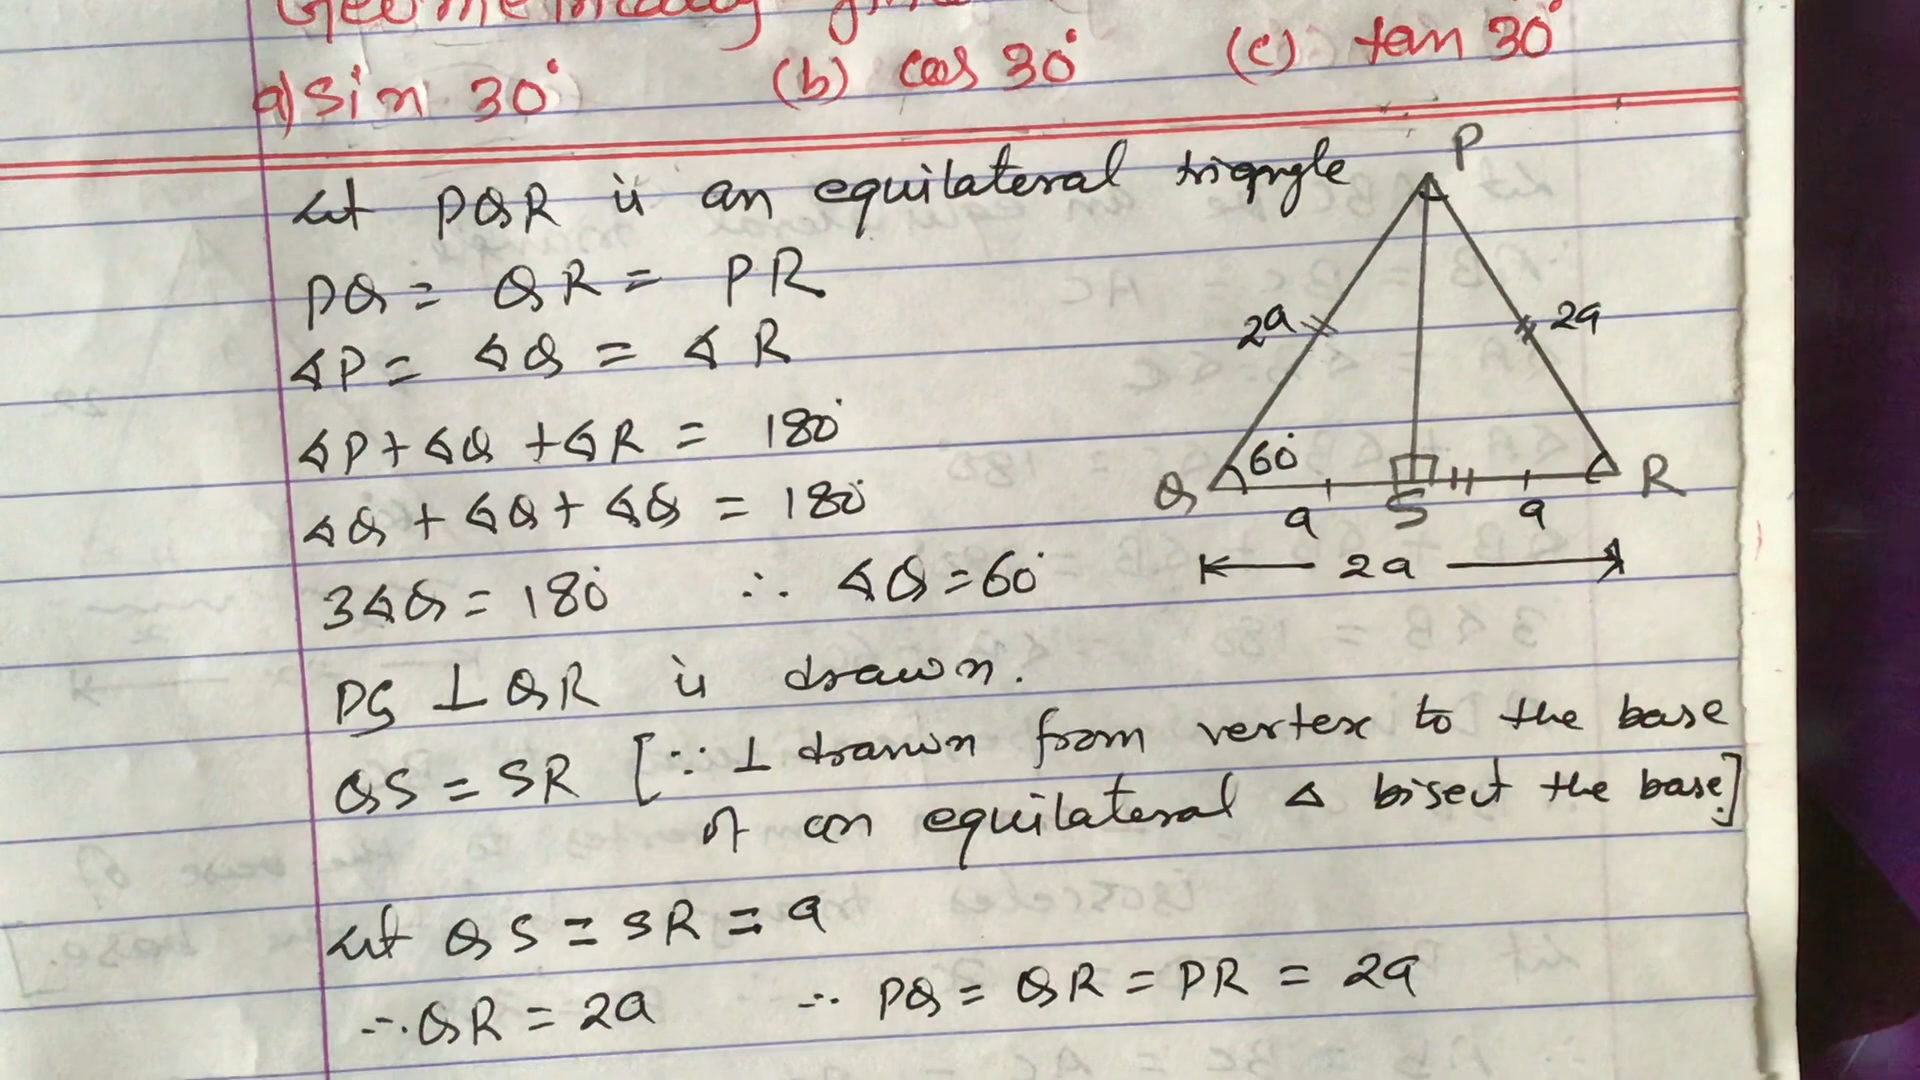 Geometrically
a) sin 30° (b) cos 30° (c) tan 30°
Let PQR is an equilateral triangle
PQ = QR = PR
∢P = ∢Q = ∢R
∢P + ∢Q + ∢R = 180°
∢Q + ∢Q + ∢Q = 180°
3∢Q = 180° ∴ ∢Q = 60°
PS ⊥ QR is drawn.
QS = SR [∵ ⊥ drawn from vertex to the base
of an equilateral △ bisect the base.]
Let QS = SR = a
∴ QR = 2a ∴ PQ = QR = PR = 2a
P
2a 2a
60°
Q S R
a a
2a